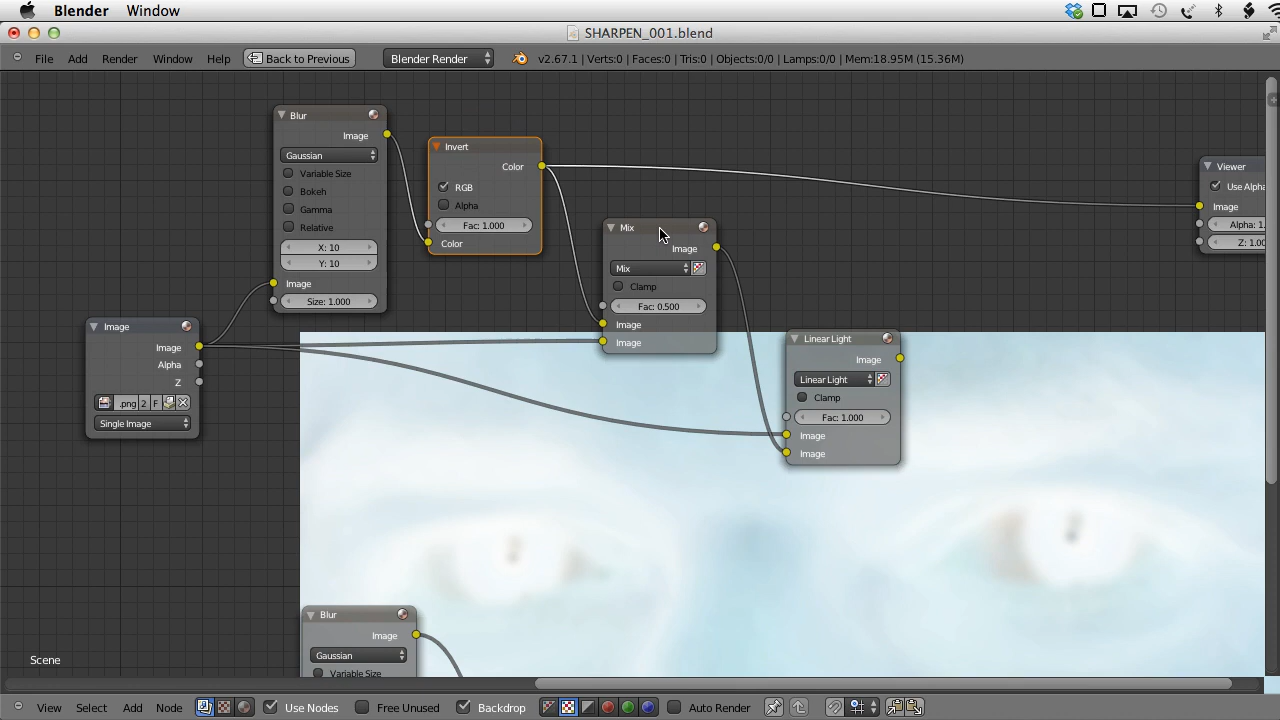 Blender Window
SHARPEN_001.blend
File Add Render Window Help Back to Previous Blender Render v2.67.1 | Verts:0 | Faces:0 | Tris:0 | Objects:0/0 | Lamps:0/0 | Mem:18.95M (15.36M)
Blur
Image
Gaussian
Variable Size
Bokeh
Gamma
Relative
X: 10
Y: 10
Image
Size: 1.000
Invert
Color
RGB
Alpha
Fac: 1.000
Color
Viewer
Use Alpha
Image
Alpha: 1.
Z: 1.00
Mix
Image
Mix
Clamp
Fac: 0.500
Image
Image
Image
Image
Alpha
Z
.png 2 F
Single Image
Linear Light
Image
Linear Light
Clamp
Fac: 1.000
Image
Image
Blur
Image
Gaussian
Variable Size
Scene
View Select Add Node Use Nodes Free Unused Backdrop Auto Render